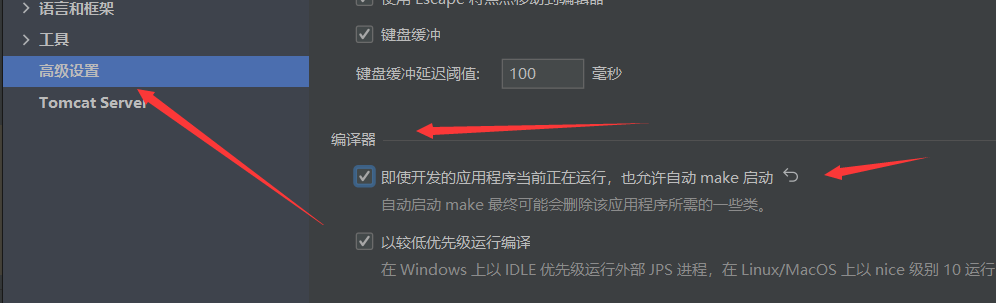 语言和框架
工具
高级设置
Tomcat Server
使用 Escape 将焦点移动到编辑器
键盘缓冲
键盘缓冲延迟阈值: 100 毫秒
编译器
即使开发的应用程序当前正在运行，也允许自动 make 启动
自动启动 make 最终可能会删除该应用程序所需的一些类。
以较低优先级运行编译
在 Windows 上以 IDLE 优先级运行外部 JPS 进程，在 Linux/MacOS 上以 nice 级别 10 运行